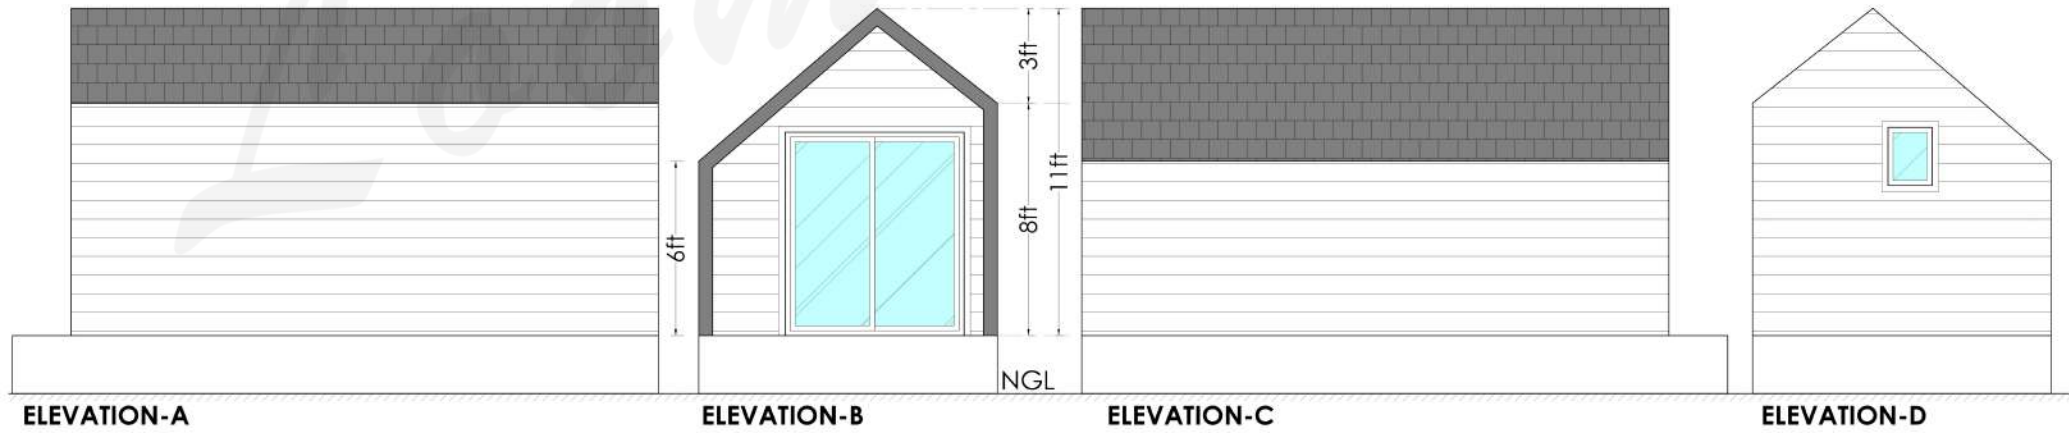 3ft
11ft
8ft
6ft
NGL
ELEVATION-A
ELEVATION-B
ELEVATION-C
ELEVATION-D